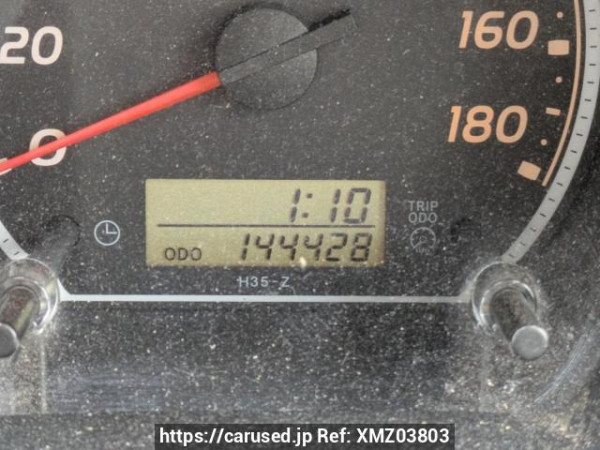 20
0
160
180
1:10
TRIP
ODO
ODO 144428
H35-Z
https://carused.jp Ref: XMZ03803